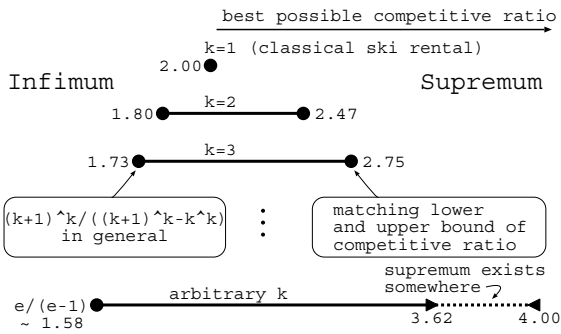 best possible competitive ratio
k=1 (classical ski rental)
2.00
Infimum
Supremum
k=2
1.80
2.47
k=3
1.73
2.75
(k+1)^k/((k+1)^k-k^k)
in general
matching lower
and upper bound of
competitive ratio
supremum exists
somewhere
arbitrary k
e/(e-1)
~ 1.58
3.62
4.00